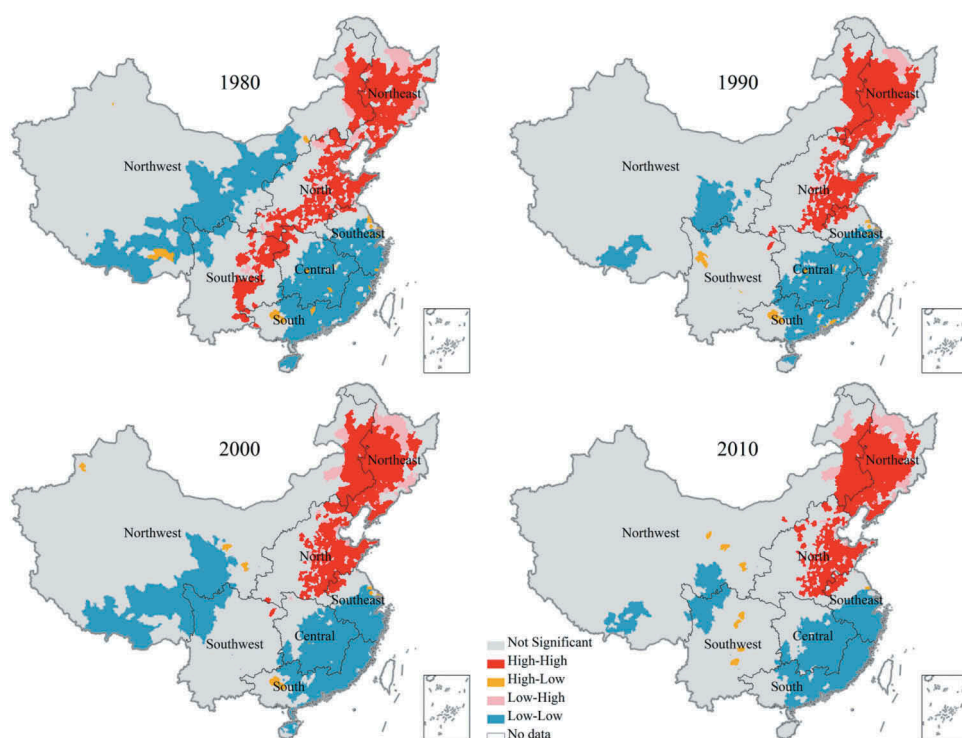 1980
Northeast
Northwest
North
Southeast
Central
Southwest
South
1990
Northeast
Northwest
North
Southeast
Central
Southwest
South
2000
Northeast
Northwest
North
Southeast
Central
Southwest
South
2010
Northeast
Northwest
North
Southeast
Central
Southwest
South
Not Significant
High-High
High-Low
Low-High
Low-Low
No data